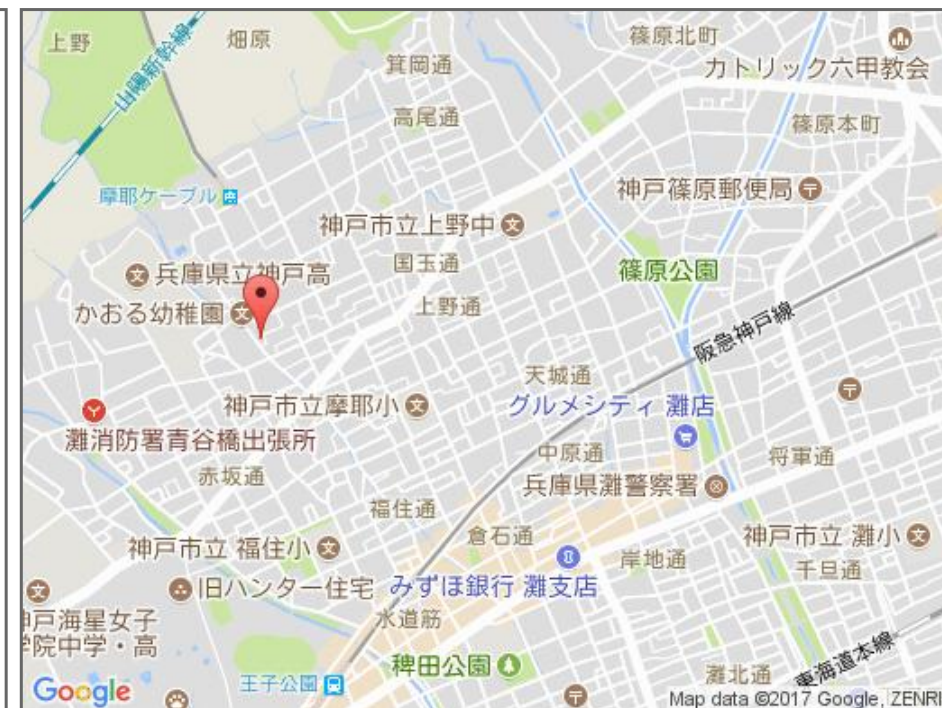 上野
畑原
篠原北町
山陽新幹線
箕岡通
カトリック六甲教会
高尾通
篠原本町
摩耶ケーブル
神戸篠原郵便局
神戸市立上野中
国玉通
兵庫県立神戸高
篠原公園
かおる幼稚園
上野通
阪急神戸線
天城通
神戸市立摩耶小
グルメシティ 灘店
灘消防署青谷橋出張所
中原通
将軍通
赤坂通
兵庫県灘警察署
福住通
倉石通
神戸市立 灘小
神戸市立 福住小
岸地通
千旦通
旧ハンター住宅
みずほ銀行 灘支店
戸海星女子
学院中学・高
水道筋
東海道本線
稗田公園
灘北通
王子公園
Google
Map data ©2017 Google, ZENRI